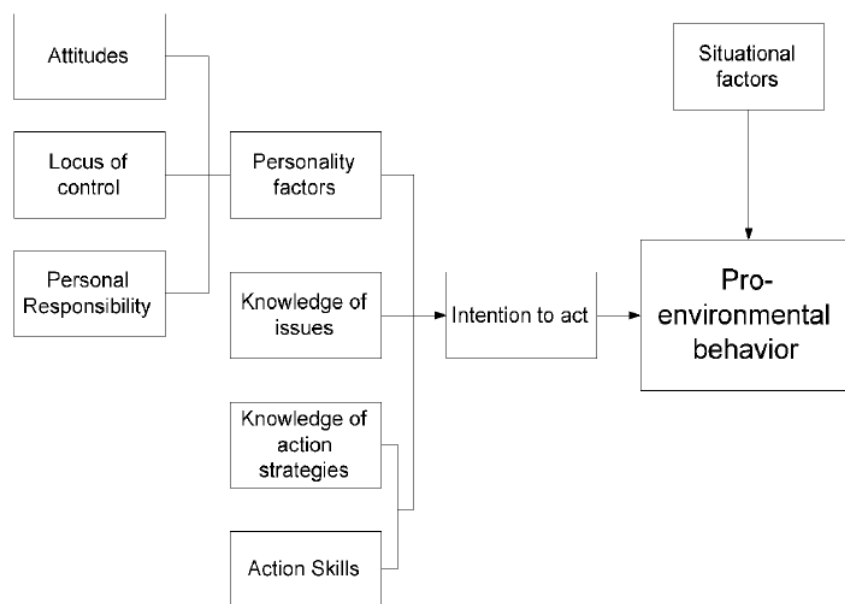 Attitudes
Situational
factors
Locus of
control
Personality
factors
Personal
Responsibility
Knowledge of
issues
Intention to act
Pro-
environmental
behavior
Knowledge of
action
strategies
Action Skills